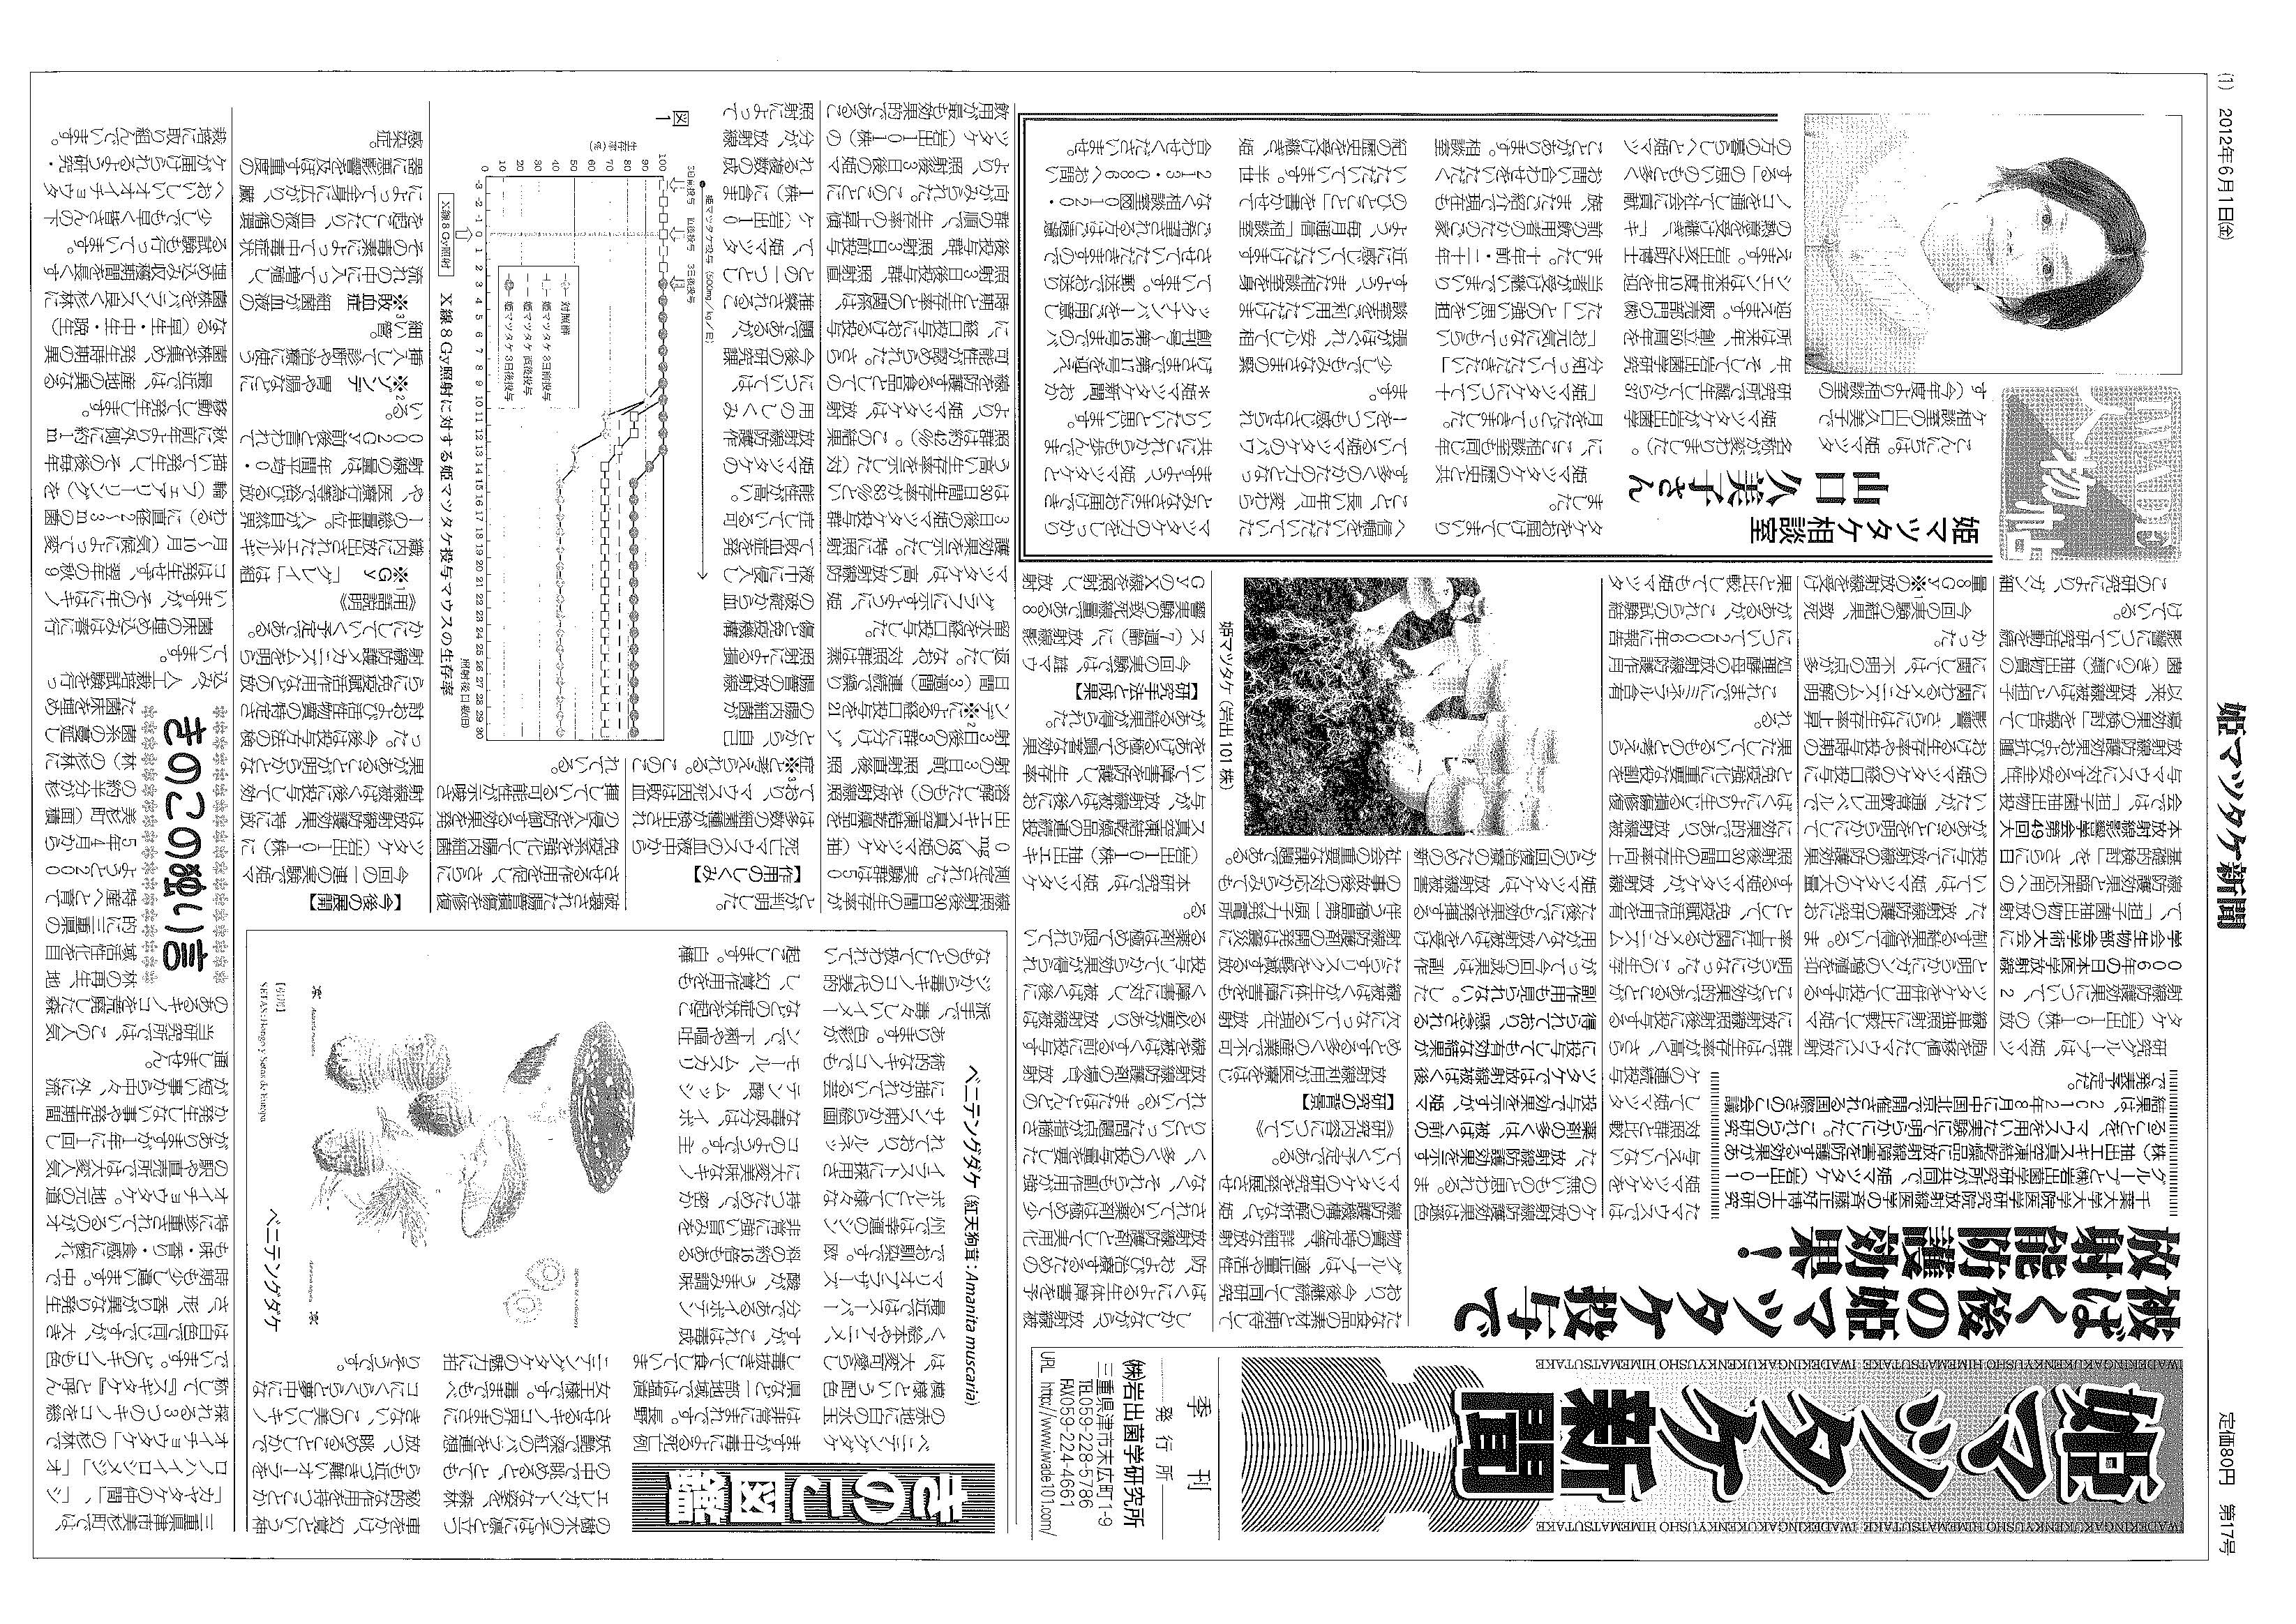 (1) 2012年6月1日㈮
姫マツタケ新聞
定価80円 第17号
姫マツタケ新聞
季 刊
発行所
㈱岩出菌学研究所
三重県津市末広町1-9
TEL059-228-5786
FAX059-224-4661
URL http://www.iwade101.com/
被ばく後の姫マツタケ投与で
放射能防護効果！
千葉大学大学院医学研究院放射線医学の斉藤正好博士の研究
グループと㈱岩出菌学研究所が共同で、姫マツタケ（岩出101
株）抽出エキス真空凍結乾燥品に放射線障害を防護する効果があ
ることを、マウスを用いた実験にて明らかにした。これらの研究
結果は、2012年8月に中国北京で開催される国際きのこ会議
で発表予定だ。
研究グループは、姫マツ
タケ（岩出101株）の放
射線防護効果について、2
006年の日本医学放射線
学会生物部会学術大会に
て、「担子菌抽出物の放射
線防護効果と臨床応用への
基礎的検討」を、さらに日
本放射線影響学会第49回大
会では、「担子菌抽出物投
与マウスに対する安全性、
放射線防護効果および抗腫
瘍効果の検討」を報告して
以来、放射線被ばくと担子
菌（きのこ類）抽出物質の
影響について研究活動を続
けている。
この研究により、ガン細
胞を移植したマウスに放射
線単独照射に比較して姫マ
ツタケを併用して投与する
と明らかにガンの増殖を抑
制する結果を得ている。ま
た、放射線防護の研究にお
いては、姫マツタケの大量
投与にて放射線の防護効果
があることを明らかにして
いたが、通常飲用レベルで
の姫マツタケの経口投与に
おける生存率や投与時期の
影響、さらには生存率上昇
に関わるメカニズムの解明
に関しては、不明の点が多
かった。
今回の実験の結果、致死
量8Gy※1の放射線を受け
たマウスでは
姫マツタケを
与えていない
対照群と比較
して姫マツタ
ケの連続投与
群では生存率が高く、さら
に放射線照射後に投与する
ことが効果的であることが
明らかになった。この生存
率上昇に関わるメカニズム
として、免疫賦活作用を有
する姫マツタケが、放射線
照射後30日間の生存率向上
に効果的であり、放射線被
ばくにより生じる損傷修復
と免疫強化に重要な役割を
果たしているものと考えら
れる。
これまでにミネラル含有
処理酵母の放射線防護作用
について2006年に報告
があるが、これらの試験結
果と比較しても姫マツタ
ケの放射線防護効果は遜色
の無いものと思われる。ま
た、放射線防護効果を示す
薬剤の多くは、被ばく前の
投与で効果を示すが、姫マ
ツタケでは放射線被ばく後
に投与しても有効な結果が
得られており、懸念される
副作用も見られない。した
がって今回の成果は、副作
用がなく放射被ばくを受け
た後にでも効果を発揮する
姫マツタケは、放射線被害
からの回復治療のための新
たな食品の素材と期待して
おり、今後継続して同研究
グループは、適正量や活性
物質の特定等、詳細な放射
線防護機構の解析など、姫
マツタケの研究を発展させ
ていく予定である。
《研究内容について》
【研究の背景】
放射線利用が医療をはじ
めとする多くの産業で不可
欠になっている現在、放射
線被ばくが生体に障害をも
たらすリスクを軽減する放
射線防護剤の開発は震災に
伴う福島第一原子力発電所
の事故後の対応からみても
社会の重要な課題である。
姫マツタケ（岩出101株）
しかしながら、放射線被
ばくによる生体障害を予
防、および治療するための
放射線防護剤として実用化
されている薬剤は極めて少
なく、それらも副作用が強
く、多くの投与量を要した
りといった問題点が指摘さ
れている。またほとんどの
放射線防護剤の場合、放射
線を被ばくする前に投与す
る必要があり、放射線被ば
く障害に対し、被ばく後に
投与してから効果が得られ
る薬剤は極めて限られてい
る。
本研究では、姫マツタケ
（岩出101株）抽出エキ
ス真空凍結乾燥品の連続投
与が、放射線被ばく後にお
いて障害を防護し、生存率
をあげる極めて顕著な効果
がある結果が得られた。
【研究手法と成果】
今回の実験では、雄マウ
ス（7週齢）に、放射線影
響実験の致死線量である8
GyのX線を照射し、放射
線照射後30日間の生存率が
測定された。実験群は50
0mg／kgの姫マツタケ（抽
出エキス真空凍結乾燥品を
溶解したもの）を放射線照
射の3日前、照射直後、照
射3日後の3群に分け、ゾ
ンデ※2による経口投与を21
日間（3週間）連続で繰り
返した。なお、対照群は蒸
留水を経口投与した。
グラフに示すように、姫
マツタケは、高い放射線防
護効果を示した。特に照射
3日後の姫マツタケ投与群
は30日間生存率が83％とい
う高い生存率を示した（対
照群は約42％）。この結果
より、姫マツタケは、放射
線を防護する食品としての
可能性が認められた。さら
に、経口投与における投与
時期と生存率との関係は、
照射3日後投与群、照射直
後投与群、照射3日前投与
群の順で、生存率の上昇傾
向がみられた。このことに
より、照射後3日後の姫マ
ツタケ（岩出101株）の
飲用が最も効果的であるこ
とが判明した。
【作用のしくみ】
死亡マウスの血液中から
は多数の細菌種が検出され
ており、マウス死因は敗血
症※3と考えられる。このこ
とから、自己
の腸内細菌が
腸管の放射線
照射による損
傷と免疫機構
の破綻から血
液中に侵入し
て敗血症を発
症している可
能性が高い。
姫マツタケの
放射線防護作
用のしくみ
については、
今後の研究課
題であるが、
推察されるこ
との一つとし
て、姫マツタ
ケ（岩出10
1株）に含ま
れる複数の成
分が、放射線
照射によって
破壊された腸管損傷を修復
させる作用を促し、さらに
免疫系を強化して腸内細菌
の侵入を防御する効果を発
揮している可能性が示唆さ
れている。
図1
姫マツタケ投与（500mg／kg／日）
3日前投与 直後投与 3日後投与
生存率（％）
100
90
80
70
60
50
40
30
20
10
0
対照群
姫マツタケ 3日前投与
姫マツタケ 直後投与
姫マツタケ 3日後投与
-3 -2 -1 0 1 2 3 4 5 6 7 8 9 10 11 12 13 14 15 16 17 18 19 20 21 22 23 24 25 26 27 28 29 30
照射後日数(日)
X線8Gy照射
X線8Gy照射に対する姫マツタケ投与マウスの生存率
【今後の展開】
今回の一連の実験で姫マ
ツタケ（岩出101株）に
は放射線防護効果、特に放
射線被ばく後に投与して効
果があることが明らかとな
った。今後は投与方法の検
討および活性物質の特定さ
らに免疫賦活作用などの放
射線防護メカニズムを明ら
かにしていく予定である。
《用語説明》
※1Gy 「グレイ」は組
織内に放出されたエネルギ
ーの総量単位。人が自然界
や、医療行為等で浴びる放
射線の量は、年間平均0・
002Gy前後と言われて
いる。
※2ゾンデ 胃や腸などに
挿入して診断や治療に使う
細い管。
※3敗血症 細菌が血液の
流れの中に入って増殖し、
その毒素によって中毒症状
を起こしたり、血液の循環
によって全身に広がり、臓
器に悪影響を及ぼす重度の
感染症。
IWADE
人物帖
姫マツタケ相談室
山口 久美子さん
こんにちは。姫マツタ
ケ相談室の山口久美子で
す（今年度より相談室の
名称が変わりました）。
姫マツタケが岩出菌学
研究所で誕生してから37
年、そして岩出菌学研究
所は来年、創立50周年を
迎えます。販売部門の㈱
シエンは来年度10年を迎
えます。岩出亥之助博士
の熱意を受け継ぎ、「キ
ノコを通して社会に貢献
する」の思いのもと多く
の方の暮らしへと姫マツ
タケをお届けしてまいり
ました。
姫マツタケの歴史と共
に、ここ相談室も同じ年
月をたどってきました。
「姫マツタケについて十
分知っていただきたい」
「お元気になってもらい
たい」との強い思いを担
当者が受け継いでまいり
ました。十年前・二十年
前の飲用者のかたのご家
族、またご紹介で現在も
お問い合わせをいただく
ことがあります。相談室
へ信頼をいただいていた
こと、長い年月、変わら
ず多くのかたの力となっ
ている姫マツタケのパワ
ーをいつも感じさせられ
ます。
少しでもみなさまの緊
張がほぐれ、安心して相
談室をご利用いただけま
すよう、また相談室を身
近に感じていただけます
よう、毎月通信「相談室
のひとこと」を書かせて
いただいています。半世
紀の歴史を受け継ぎ、姫
マツタケの力をしっかり
とみなさまにお届けでき
ますよう、姫マツタケと
共にこれからも歩んでま
いりたいと思います。
＊姫マツタケ新聞、おか
げさまで第17号を迎え、
創刊号〜第16号までのバ
ックナンバーをご用意し
ています。郵送でお送り
させていただきますので
ご希望される方はご遠慮
なく相談室0120・
213・086へお問い
合わせくださいませ。
きのこ図鑑
ベニテングダケ（紅天狗茸：Amanita muscaria）
ベニテングダケ
の赤地に白の水玉
模様という配色
は、大変可愛らし
く、絵本やアニメ、
最近ではスーパー
マリオブラザーズ
でお馴染です。欧
州では幸運のシン
ボルとして様々な
イラストに採用さ
れており、ルネッ
サンス期から絵画
に描かれている芸
術的なキノコでも
あります。色彩が
派手で、毒々しいイメー
ジから毒キノコの代表的
なものとして扱われてい
ますが中毒による死亡例
は非常にまれです。長野
県など一部地域では塩漬
し毒抜きして食していま
すが、これは毒成
分であるイボテン
酸が、うまみ調味
料の約16倍もある
非常に強い旨みを
持つためで、密か
に大変美味なキノ
コのようです。主
な毒成分は、イボ
テン酸、ムッシ
モール、ムスカリ
ンで、下痢や嘔吐
などの症状を起こ
し、幻覚作用をも
起こします。白樺
の樹木のそばに凛と立つ
エレガントな姿を、森林
の中で眺めると、とても
妖艶で深紅のバラを連想
させるキノコ界のまさに
女王様です。毒までもベ
ニテングタケの魅力に拍
車をかけ、幻覚という神
秘的な作用を持つことか
らも近づき難いオーラを
放つ、眺めることしかで
きない、この美しいキノ
コにくらくらと夢中にな
りそうです。
Amanita muscaria
Amanita regalis
【引用】
SETAS:Hongo y Setas de Europa
ベニテングダケ
きのこの独り言
三重県津市美杉町では、
「カヤタケの仲間」、「シ
ロノハイイロシメジ」「オ
オイチョウタケ」の杉林で
採れる3つのキノコを総
称して『スギタケ』と呼ん
でいます。どのキノコも色
は白色で同じですが、大き
さ、形、香りが異なり発生
時期も少し違います。中で
も味・香り・食感に優れ、
特に珍重されているのがオ
オイチョウタケ。地元の道
の駅や直売所では大変人気
がありますが1年に1回し
か発生しない事や発生期間
が短い事から中々、外に流
通しません。
当研究所では、この人気
のあるキノコを荒廃した森
林の再生、地
域活性化を目
的に三重県の
特産へと育て
ようと200
5年4月から
美杉町（面積
の約半分が杉
林）の杉林に
菌糸の蔓延し
た菌床を埋め
込み、人工栽培試験を行っ
ています。
菌床の埋め込みは春に行
いますが、その年にはキノ
コは発生せず、翌年の秋9
月〜10月（気候によって変
わる）に直径2〜3mの菌
輪（フェアリーリング）を
描いて発生し、その後毎年
秋に前年より外側に約1m
移動して発生します。
最近では、産地の異なる
菌株を集め、発生時期の異
なる（早生・中生・晩生）
菌株をバランス良く杉林に
埋め込み収穫期間を長くす
る試験も行っています。
少しでも早く皆さんの下
へおいしいオオイチョウタ
ケが届けられるよう研究・
栽培に取り組んでいます。